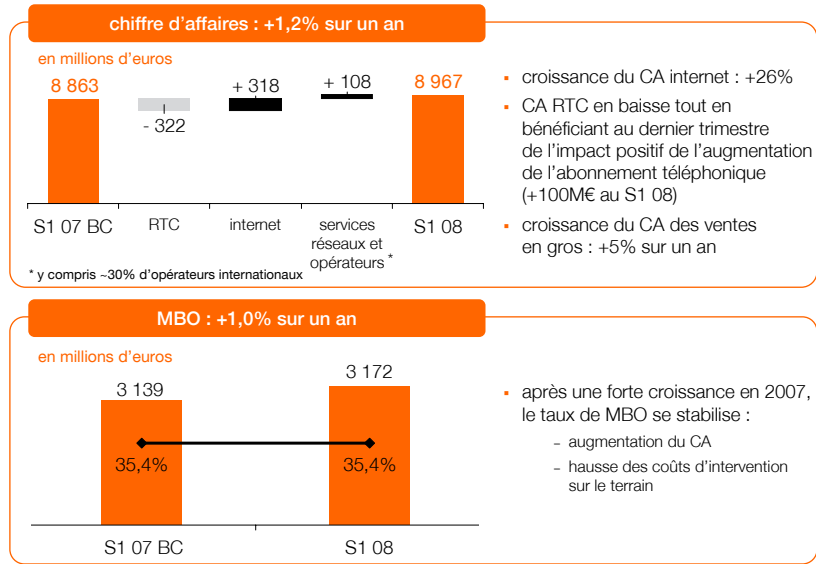 chiffre d'affaires : +1,2% sur un an
en millions d'euros
8 863
- 322
+ 318
+ 108
8 967
S1 07 BC
RTC
internet
services
réseaux et
opérateurs *
S1 08
* y compris ~30% d'opérateurs internationaux
▪ croissance du CA internet : +26%
▪ CA RTC en baisse tout en
bénéficiant au dernier trimestre
de l'impact positif de l'augmentation
de l'abonnement téléphonique
(+100M€ au S1 08)
▪ croissance du CA des ventes
en gros : +5% sur un an
MBO : +1,0% sur un an
en millions d'euros
3 139
3 172
35,4%
35,4%
S1 07 BC
S1 08
▪ après une forte croissance en 2007,
le taux de MBO se stabilise :
- augmentation du CA
- hausse des coûts d'intervention
sur le terrain